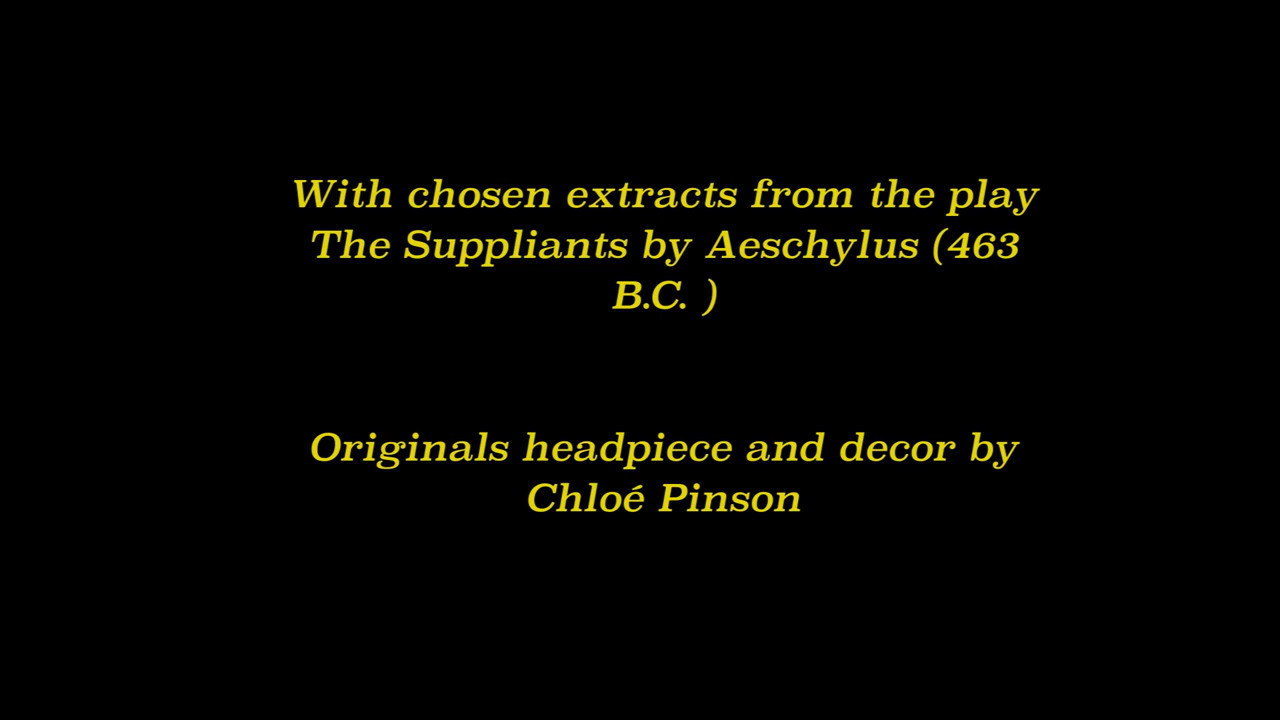 With chosen extracts from the play
The Suppliants by Aeschylus (463
B.C. )
Originals headpiece and decor by
Chloé Pinson